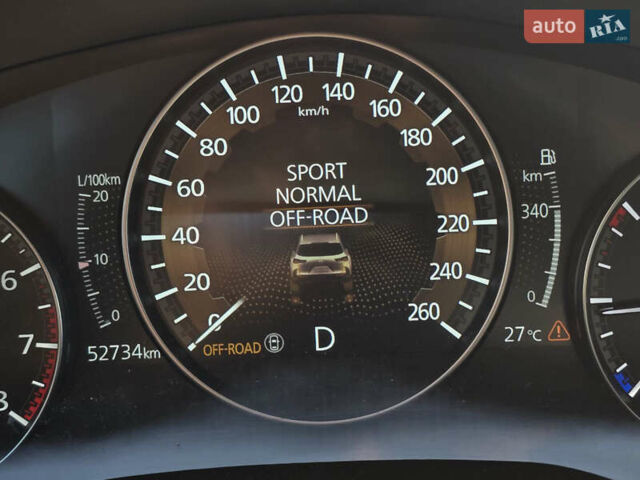 auto RIA .com
120 140
100 160
km/h
80 180
60 200
40 220
20 240
0 260
SPORT
NORMAL
OFF-ROAD
L/100km
20
10
0
km
340
0
6
7
8
52734km
OFF-ROAD
D
27°C